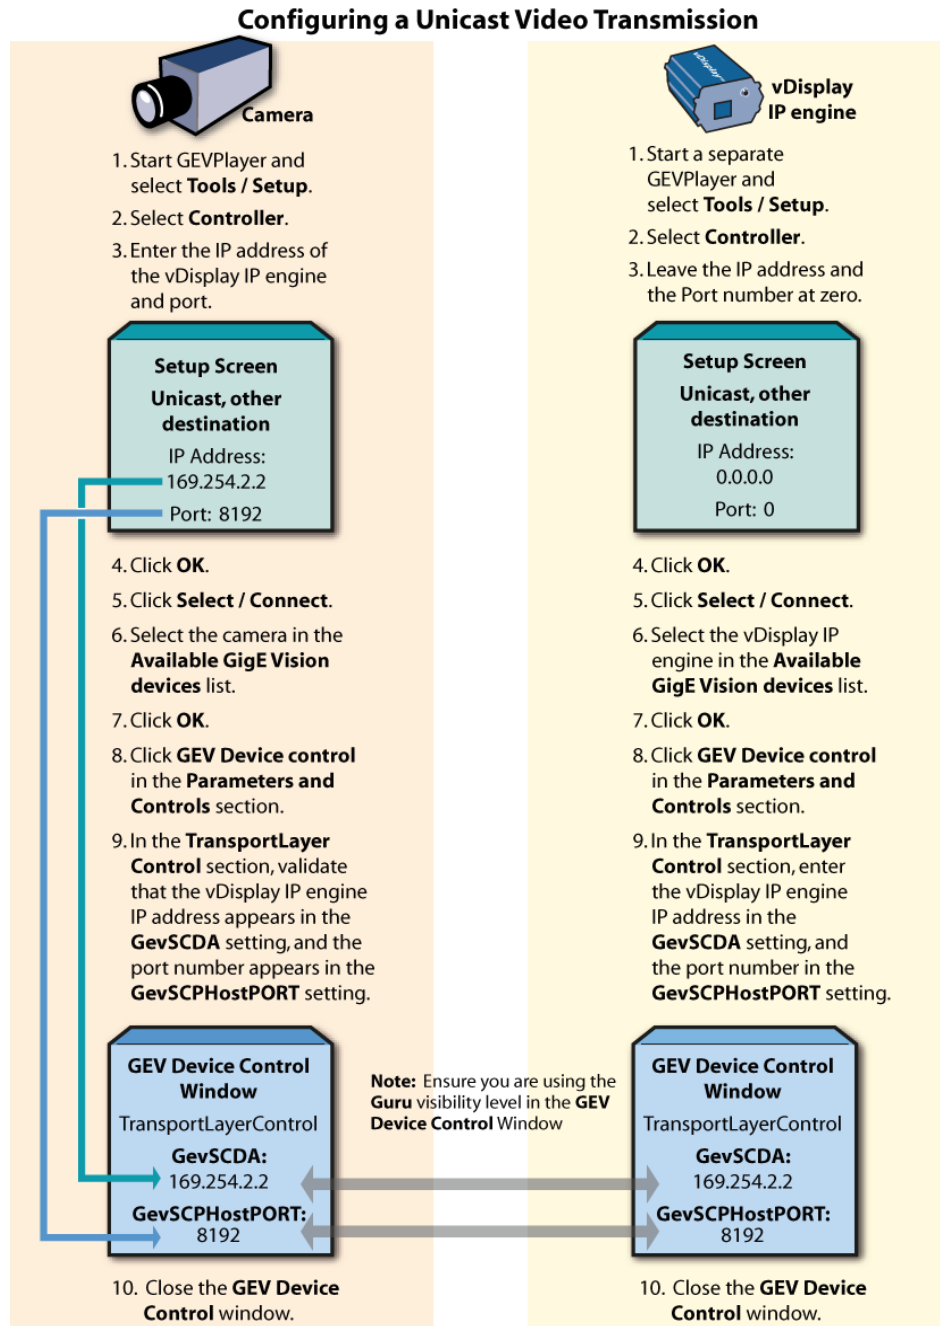 Configuring a Unicast Video Transmission
Camera
1. Start GEVPlayer and
select Tools / Setup.
2. Select Controller.
3. Enter the IP address of
the vDisplay IP engine
and port.
Setup Screen
Unicast, other
destination
IP Address:
169.254.2.2
Port: 8192
4. Click OK.
5. Click Select / Connect.
6. Select the camera in the
Available GigE Vision
devices list.
7. Click OK.
8. Click GEV Device control
in the Parameters and
Controls section.
9. In the TransportLayer
Control section, validate
that the vDisplay IP engine
IP address appears in the
GevSCDA setting, and the
port number appears in the
GevSCPHostPORT setting.
GEV Device Control
Window
TransportLayerControl
GevSCDA:
169.254.2.2
GevSCPHostPORT:
8192
10. Close the GEV Device
Control window.
Note: Ensure you are using the
Guru visibility level in the GEV
Device Control Window
vDisplay
vDisplay
IP engine
1. Start a separate
GEVPlayer and
select Tools / Setup.
2. Select Controller.
3. Leave the IP address and
the Port number at zero.
Setup Screen
Unicast, other
destination
IP Address:
0.0.0.0
Port: 0
4. Click OK.
5. Click Select / Connect.
6. Select the vDisplay IP
engine in the Available
GigE Vision devices list.
7. Click OK.
8. Click GEV Device control
in the Parameters and
Controls section.
9. In the TransportLayer
Control section, enter
the vDisplay IP engine
IP address in the
GevSCDA setting, and
the port number in the
GevSCPHostPORT setting.
GEV Device Control
Window
TransportLayerControl
GevSCDA:
169.254.2.2
GevSCPHostPORT:
8192
10. Close the GEV Device
Control window.